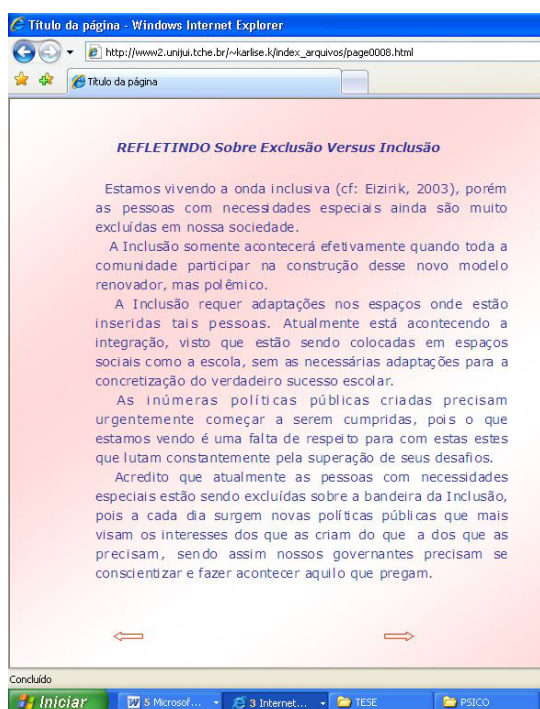 Título da página - Windows Internet Explorer
http://www2.unijui.tche.br/~karlise.k/index_arquivos/page0008.html
Título da página
REFLETINDO Sobre Exclusão Versus Inclusão
Estamos vivendo a onda inclusiva (cf: Eizirik, 2003), porém
as pessoas com necessidades especiais ainda são muito
excluídas em nossa sociedade.
A Inclusão somente acontecerá efetivamente quando toda a
comunidade participar na construção desse novo modelo
renovador, mas polêmico.
A Inclusão requer adaptações nos espaços onde estão
inseridas tais pessoas. Atualmente está acontecendo a
integração, visto que estão sendo colocadas em espaços
sociais como a escola, sem as necessárias adaptações para a
concretização do verdadeiro sucesso escolar.
As inúmeras políticas públicas criadas precisam
urgentemente começar a serem cumpridas, pois o que
estamos vendo é uma falta de respeito para com estas estes
que lutam constantemente pela superação de seus desafios.
Acredito que atualmente as pessoas com necessidades
especiais estão sendo excluídas sobre a bandeira da Inclusão,
pois a cada dia surgem novas políticas públicas que mais
visam os interesses dos que as criam do que a dos que as
precisam, sendo assim nossos governantes precisam se
conscientizar e fazer acontecer aquilo que pregam.
Concluído
Iniciar 5 Microsof... 3 Internet... TESE PSICO